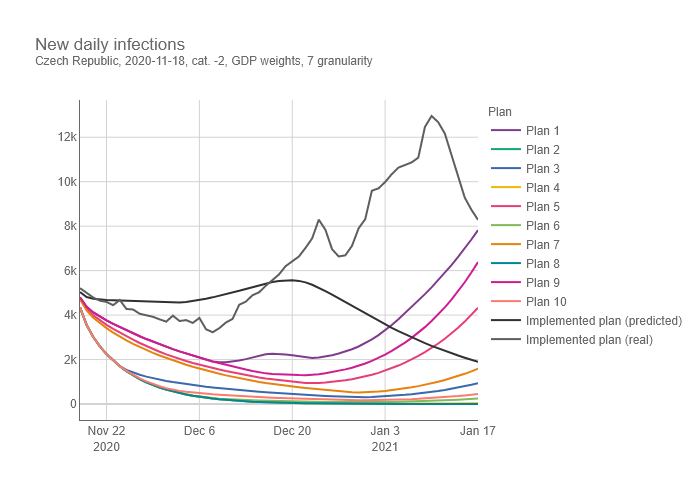 New daily infections
Czech Republic, 2020-11-18, cat. -2, GDP weights, 7 granularity
12k
10k
8k
6k
4k
2k
0
Nov 22
2020
Dec 6
Dec 20
Jan 3
2021
Jan 17
Plan
Plan 1
Plan 2
Plan 3
Plan 4
Plan 5
Plan 6
Plan 7
Plan 8
Plan 9
Plan 10
Implemented plan (predicted)
Implemented plan (real)